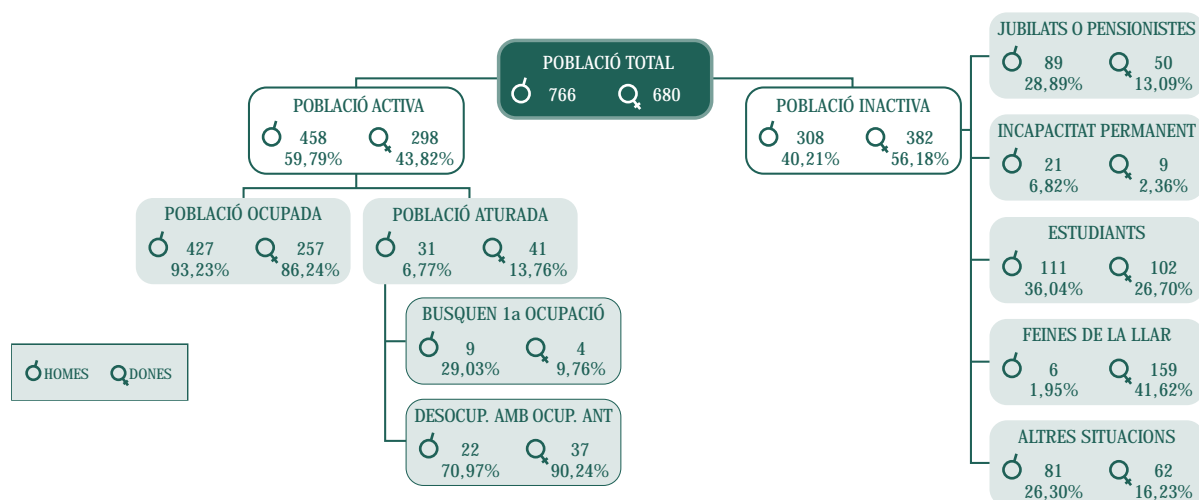 POBLACIÓ TOTAL
766 680
POBLACIÓ ACTIVA
458 298
59,79% 43,82%
POBLACIÓ INACTIVA
308 382
40,21% 56,18%
POBLACIÓ OCUPADA
427 257
93,23% 86,24%
POBLACIÓ ATURADA
31 41
6,77% 13,76%
BUSQUEN 1a OCUPACIÓ
9 4
29,03% 9,76%
DESOCUP. AMB OCUP. ANT
22 37
70,97% 90,24%
JUBILATS O PENSIONISTES
89 50
28,89% 13,09%
INCAPACITAT PERMANENT
21 9
6,82% 2,36%
ESTUDIANTS
111 102
36,04% 26,70%
FEINES DE LA LLAR
6 159
1,95% 41,62%
ALTRES SITUACIONS
81 62
26,30% 16,23%
HOMES DONES